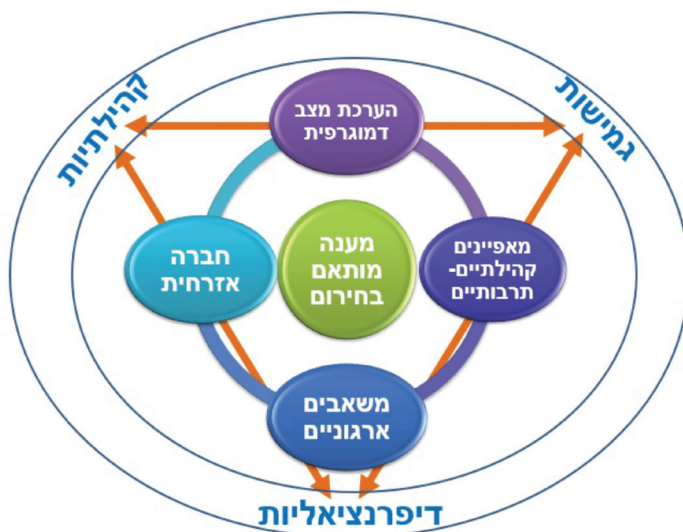 קהילתיות
גמישות
הערכת מצב
דמוגרפית
חברה
אזרחית
מענה
מותאם
בחירום
מאפיינים
קהילתיים-
תרבותיים
משאבים
ארגוניים
דיפרנציאליות